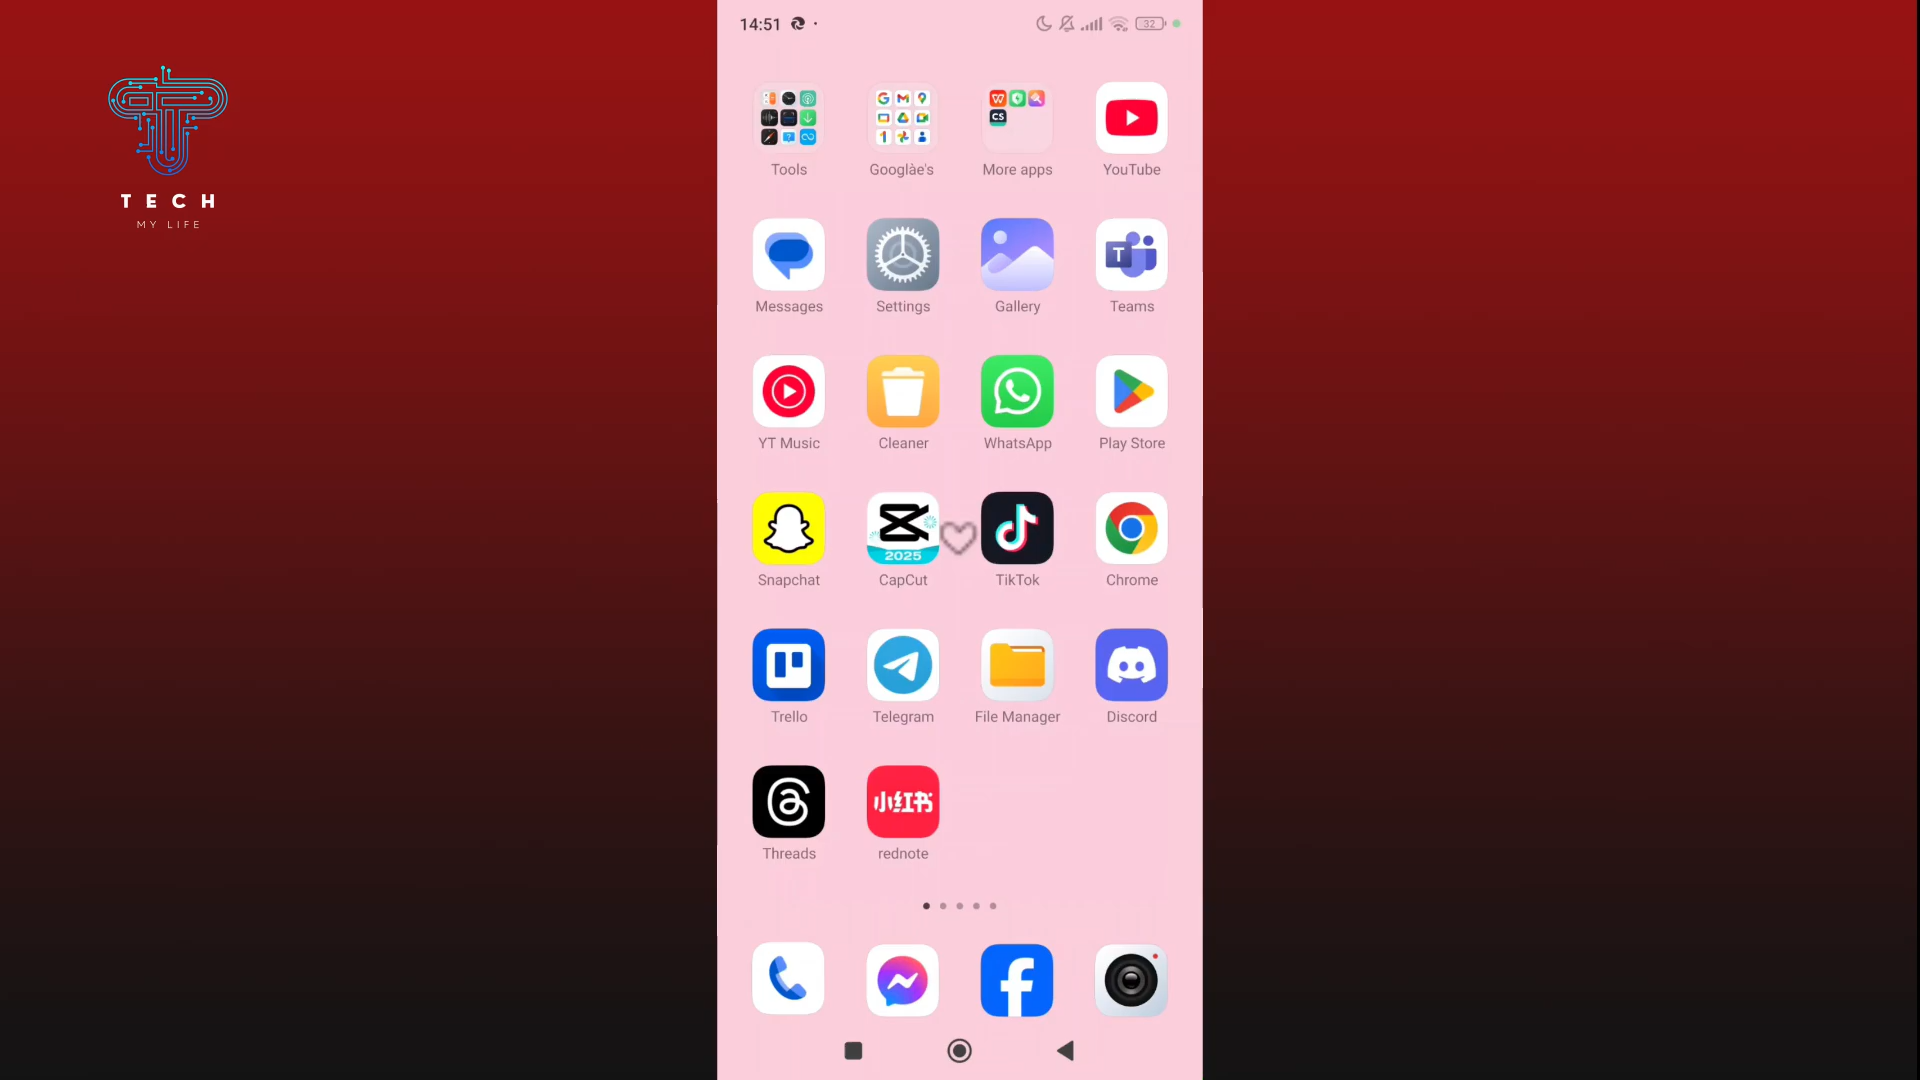 TECH
MY LIFE
14:51
32
Tools
Googlàe's
More apps
YouTube
CS
Messages
Settings
Gallery
Teams
T
YT Music
Cleaner
WhatsApp
Play Store
2025
Snapchat
CapCut
TikTok
Chrome
Trello
Telegram
File Manager
Discord
小红书
Threads
rednote